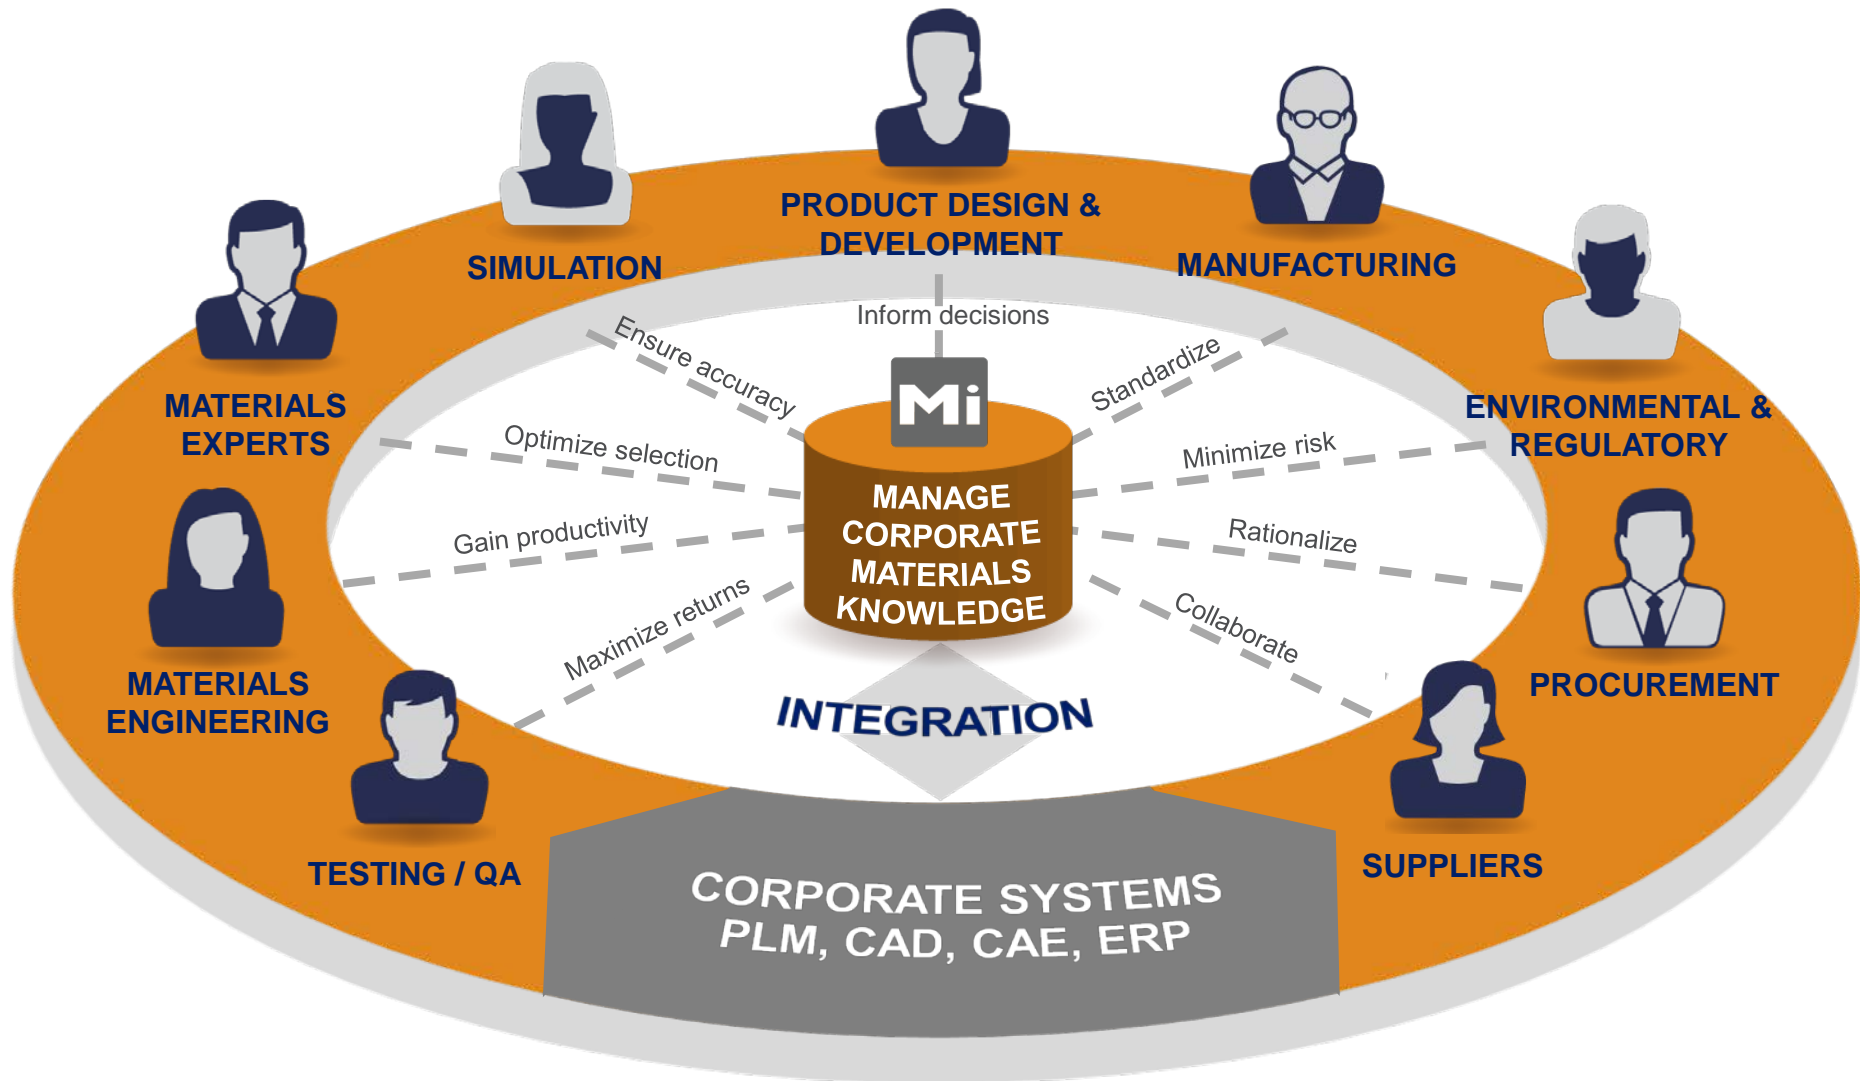 PRODUCT DESIGN &
DEVELOPMENT
SIMULATION
MANUFACTURING
MATERIALS
EXPERTS
ENVIRONMENTAL &
REGULATORY
Inform decisions
Ensure accuracy
Standardize
Optimize selection
Minimize risk
Gain productivity
Rationalize
Maximize returns
Collaborate
Mi
MANAGE
CORPORATE
MATERIALS
KNOWLEDGE
MATERIALS
ENGINEERING
PROCUREMENT
INTEGRATION
TESTING / QA
SUPPLIERS
CORPORATE SYSTEMS
PLM, CAD, CAE, ERP